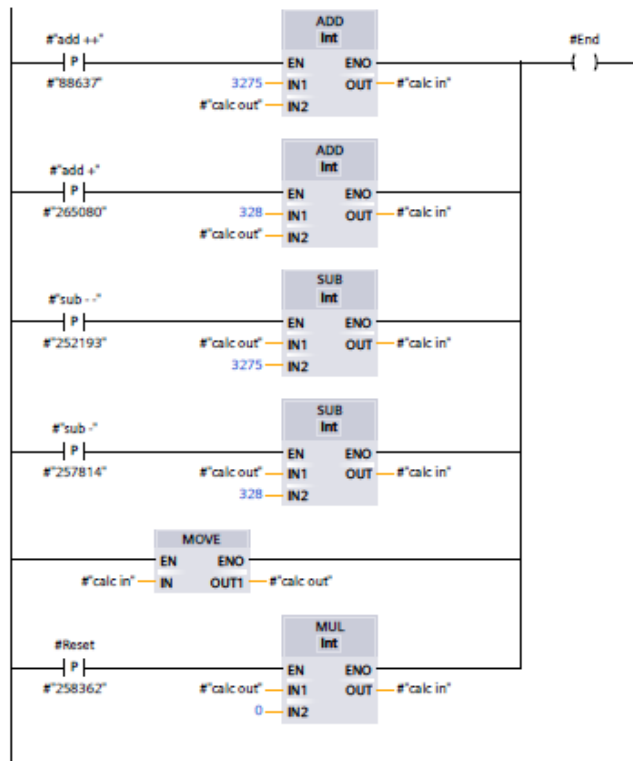 #"add ++"
P
#"88637"
ADD
Int
EN ENO
3275 IN1 OUT #"calc in"
#"calc out" IN2
#End
#"add +"
P
#"265080"
ADD
Int
EN ENO
328 IN1 OUT #"calc in"
#"calc out" IN2
#"sub - -"
P
#"252193"
SUB
Int
EN ENO
#"calc out" IN1 OUT #"calc in"
3275 IN2
#"sub -"
P
#"257814"
SUB
Int
EN ENO
#"calc out" IN1 OUT #"calc in"
328 IN2
MOVE
EN ENO
#"calc in" IN OUT1 #"calc out"
#Reset
P
#"258362"
MUL
Int
EN ENO
#"calc out" IN1 OUT #"calc in"
0 IN2